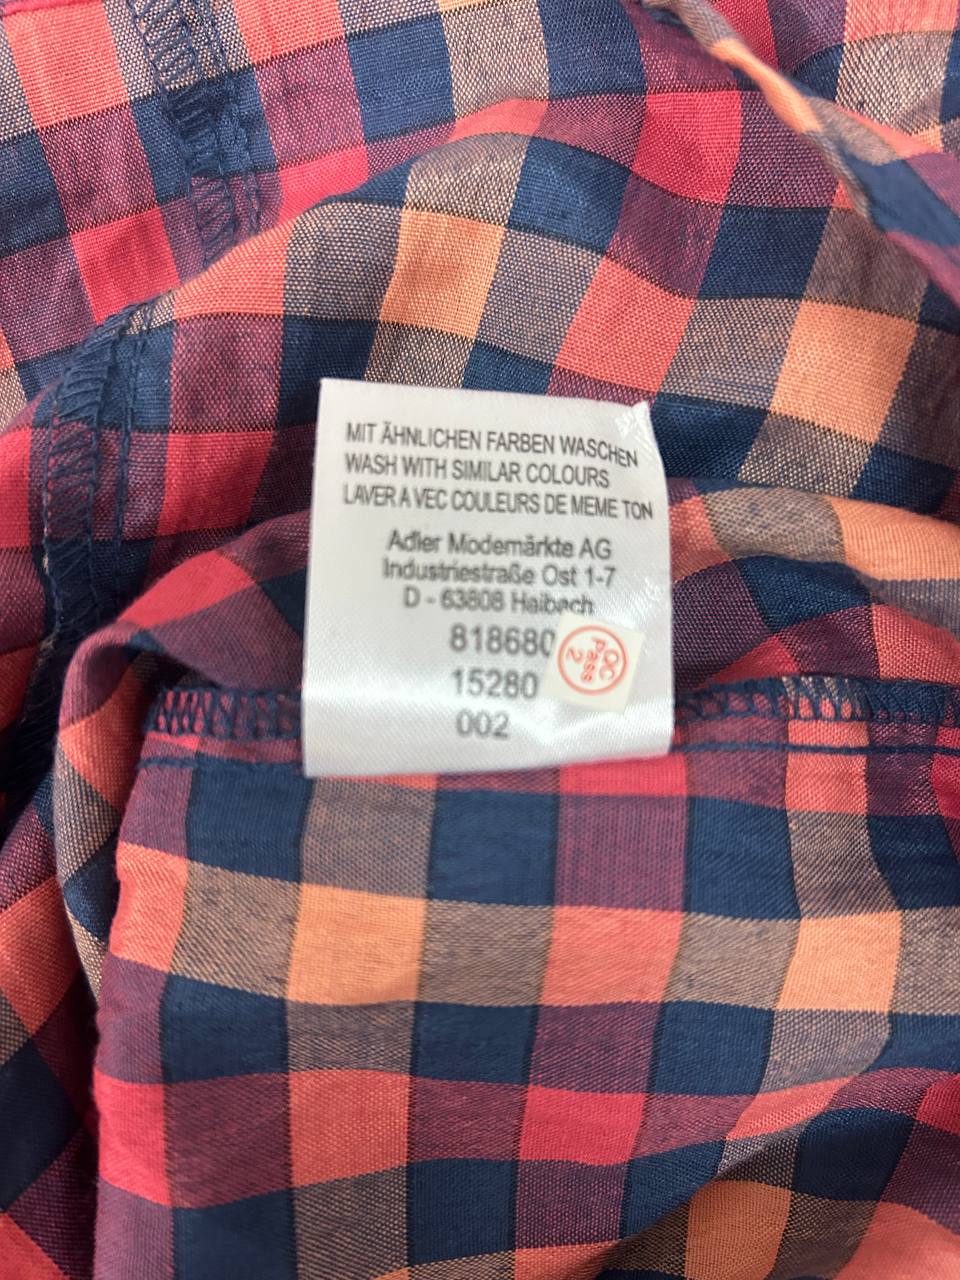 MIT ÄHNLICHEN FARBEN WASCHEN
WASH WITH SIMILAR COLOURS
LAVER A VEC COULEURS DE MEME TON
Adler Modemärkte AG
Industriestraße Ost 1-7
D - 63808 Haibach
818680
15280
002
QC
Pass
2